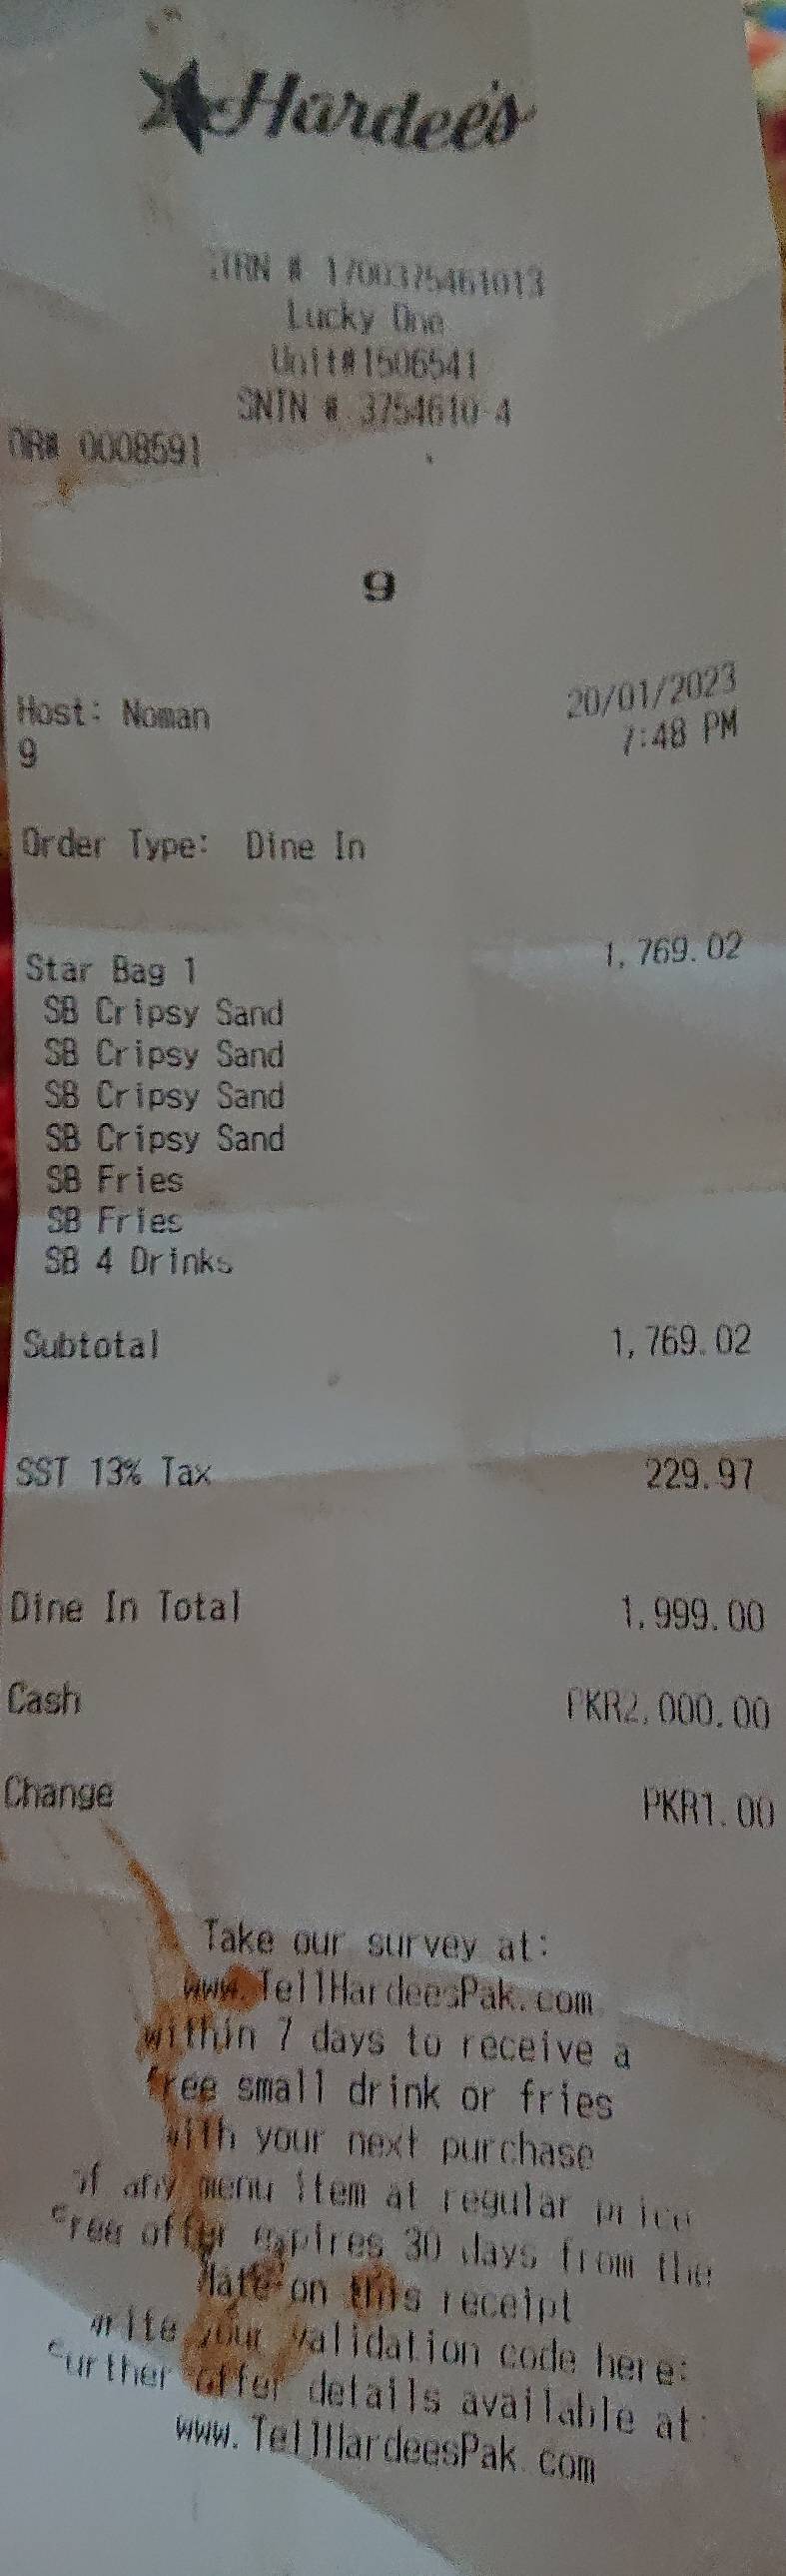 Hardee's
STRN # 1700375461013
Lucky One
Unit#1506541
SNTN # 3754610-4
OR# 0008591
9
Host: Noman 20/01/2023
9 7:48 PM
Order Type: Dine In
Star Bag 1 1,769.02
SB Cripsy Sand
SB Cripsy Sand
SB Cripsy Sand
SB Cripsy Sand
SB Fries
SB Fries
SB 4 Drinks
Subtotal 1,769.02
SST 13% Tax 229.97
Dine In Total 1,999.00
Cash PKR2,000.00
Change PKR1.00
Take our survey at:
www.TellHardeesPak.com
within 7 days to receive a
free small drink or fries
with your next purchase
of any menu item at regular price
Free offer expires 30 days from the
date on this receipt
write your validation code here:
Further offer details available at:
www.TellHardeesPak.com